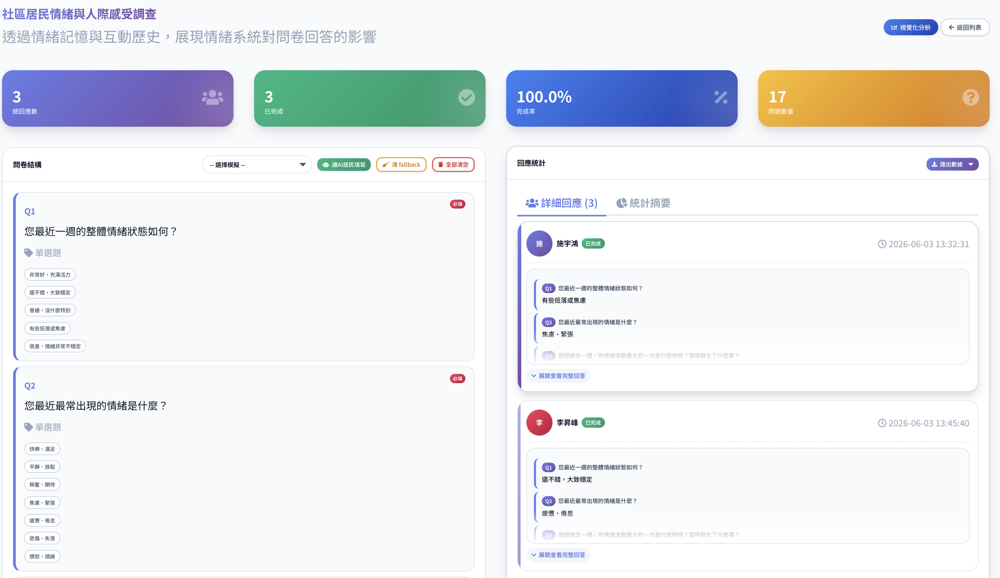 社區居民情緒與人際感受調查
透過情緒記憶與互動歷史，展現情緒系統對問卷回答的影響
視覺化分析
返回列表
3
總回應數
3
已完成
100.0%
完成率
17
問題數量
問卷結構
-- 選擇模擬 --
讓AI居民填寫
清 fallback
全部清空
Q1
必填
您最近一週的整體情緒狀態如何？
單選題
非常好，充滿活力
還不錯，大致穩定
普通，沒什麼特別
有些低落或焦慮
很差，情緒非常不穩定
Q2
必填
您最近最常出現的情緒是什麼？
單選題
快樂、滿足
平靜、放鬆
興奮、期待
焦慮、緊張
疲憊、倦怠
悲傷、失落
憤怒、煩躁
回應統計
匯出數據
詳細回應 (3)
統計摘要
施
施宇鴻
已完成
2026-06-03 13:32:31
Q1 您最近一週的整體情緒狀態如何？
有些低落或焦慮
Q2 您最近最常出現的情緒是什麼？
焦慮、緊張
Q3 回想過去一週，你情緒波動最大的一次是什麼時候？當時發生了什麼事？
展開查看完整回答
李
李昇峰
已完成
2026-06-03 13:45:40
Q1 您最近一週的整體情緒狀態如何？
還不錯，大致穩定
Q2 您最近最常出現的情緒是什麼？
疲憊、倦怠
Q3 回想過去一週，你情緒波動最大的一次是什麼時候？當時發生了什麼事？
展開查看完整回答